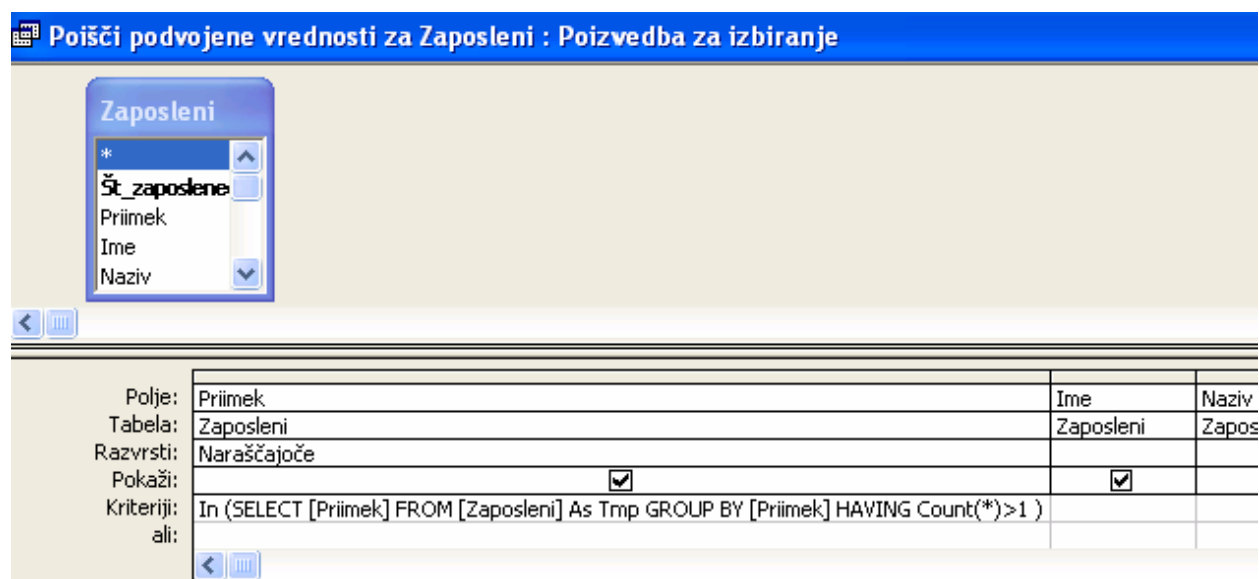 Poišči podvojene vrednosti za Zaposleni : Poizvedba za izbiranje
Zaposleni
*
Št_zaposlene
Priimek
Ime
Naziv
Polje: Priimek Ime Naziv
Tabela: Zaposleni Zaposleni Zapos
Razvrsti: Naraščajoče
Pokaži:
Kriteriji: In (SELECT [Priimek] FROM [Zaposleni] As Tmp GROUP BY [Priimek] HAVING Count(*)>1 )
ali: